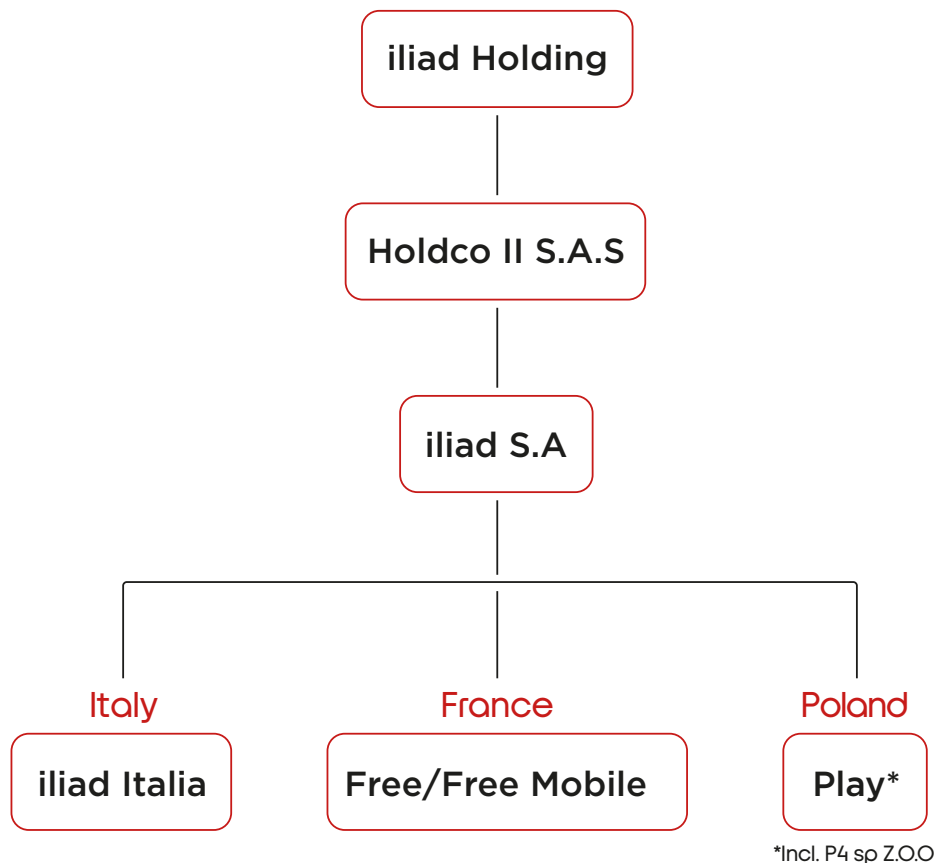 iliad Holding
Holdco II S.A.S
iliad S.A
Italy
France
Poland
iliad Italia
Free/Free Mobile
Play*
*Incl. P4 sp Z.O.O